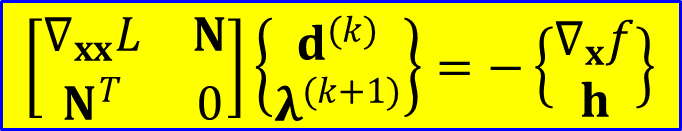 [∇𝐱𝐱L 𝐍] {𝐝⁽ᵏ⁾} = − {∇𝐱f}
[𝐍ᵀ 0] {𝛌⁽ᵏ⁺¹⁾} {𝐡}